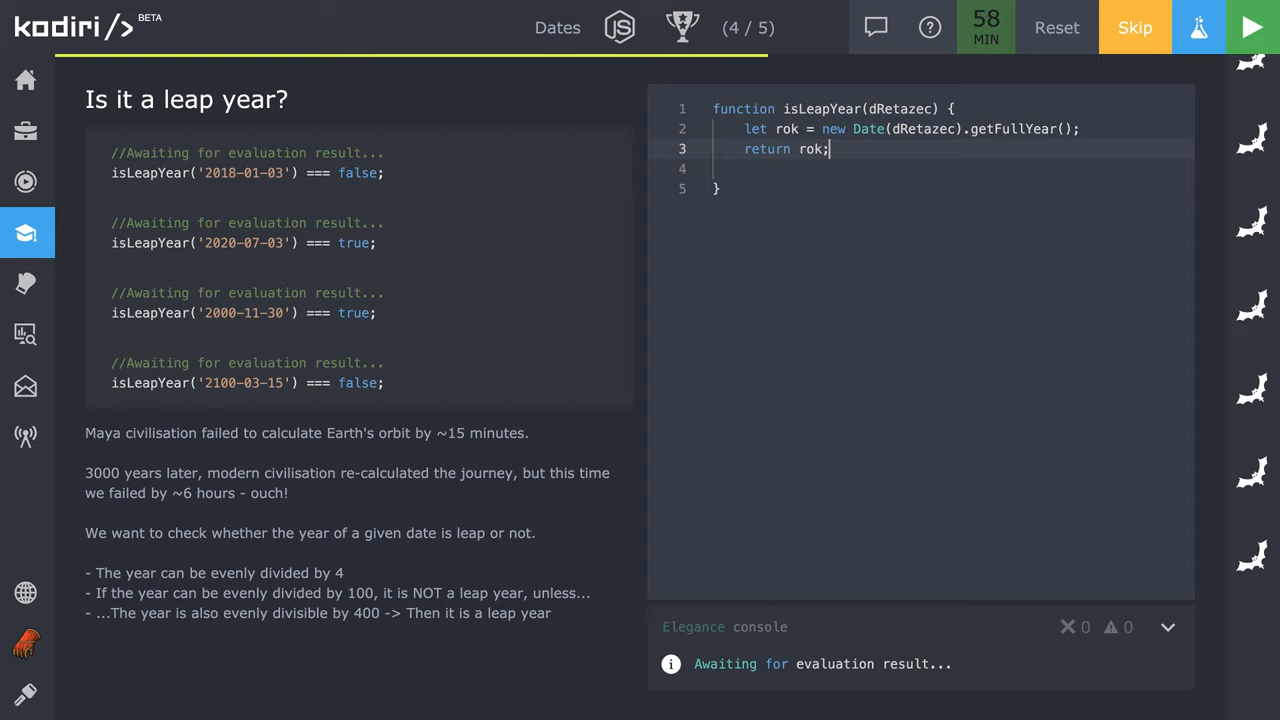 kodiri/>
BETA
Dates
JS
(4 / 5)
58
MIN
Reset
Skip
Is it a leap year?
//Awaiting for evaluation result...
isLeapYear('2018-01-03') === false;
//Awaiting for evaluation result...
isLeapYear('2020-07-03') === true;
//Awaiting for evaluation result...
isLeapYear('2000-11-30') === true;
//Awaiting for evaluation result...
isLeapYear('2100-03-15') === false;
Maya civilisation failed to calculate Earth's orbit by ~15 minutes.
3000 years later, modern civilisation re-calculated the journey, but this time
we failed by ~6 hours - ouch!
We want to check whether the year of a given date is leap or not.
- The year can be evenly divided by 4
- If the year can be evenly divided by 100, it is NOT a leap year, unless...
- ...The year is also evenly divisible by 400 -> Then it is a leap year
1 function isLeapYear(dRetazec) {
2 let rok = new Date(dRetazec).getFullYear();
3 return rok;
4
5 }
Elegance console
0 0
Awaiting for evaluation result...